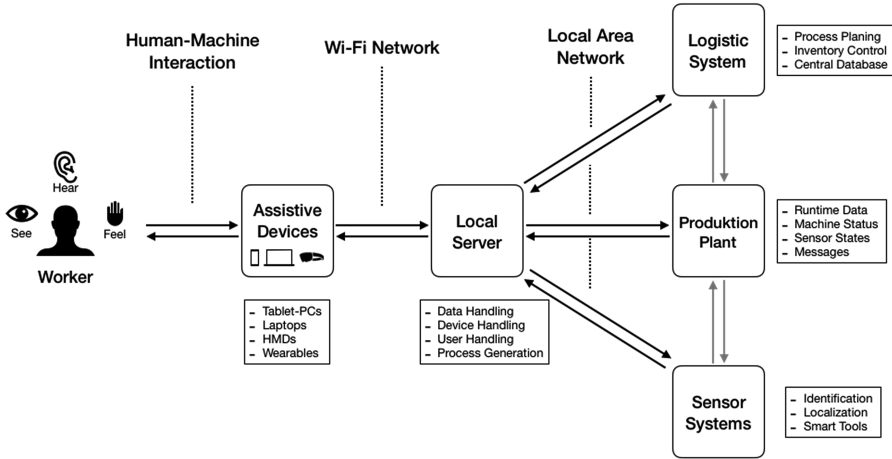 Human-Machine
Interaction
Wi-Fi Network
Local Area
Network
Logistic
System
- Process Planing
- Inventory Control
- Central Database
Hear
See
Feel
Worker
Assistive
Devices
Local
Server
Produktion
Plant
- Runtime Data
- Machine Status
- Sensor States
- Messages
- Tablet-PCs
- Laptops
- HMDs
- Wearables
- Data Handling
- Device Handling
- User Handling
- Process Generation
Sensor
Systems
- Identification
- Localization
- Smart Tools